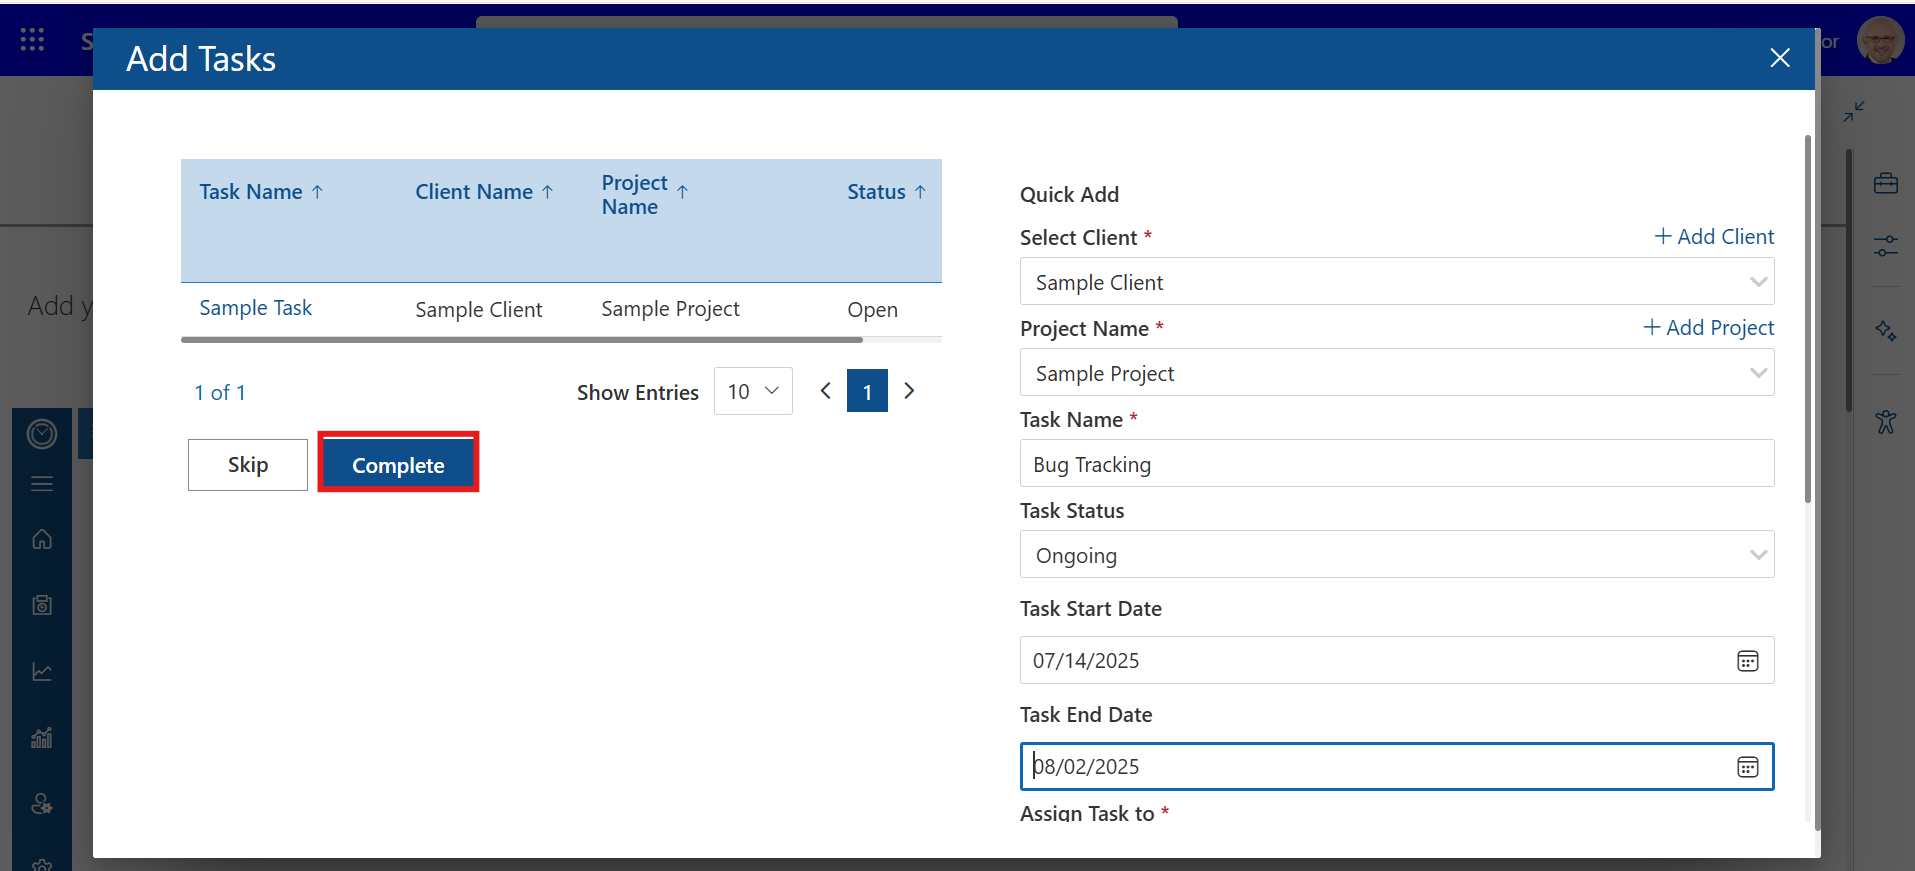 S
or
Add Tasks
Task Name ↑ Client Name ↑ Project Name ↑ Status ↑
Sample Task Sample Client Sample Project Open
1 of 1 Show Entries 10 1
Skip Complete
Add y
Quick Add
Select Client * + Add Client
Sample Client
Project Name * + Add Project
Sample Project
Task Name *
Bug Tracking
Task Status
Ongoing
Task Start Date
07/14/2025
Task End Date
08/02/2025
Assign Task to *